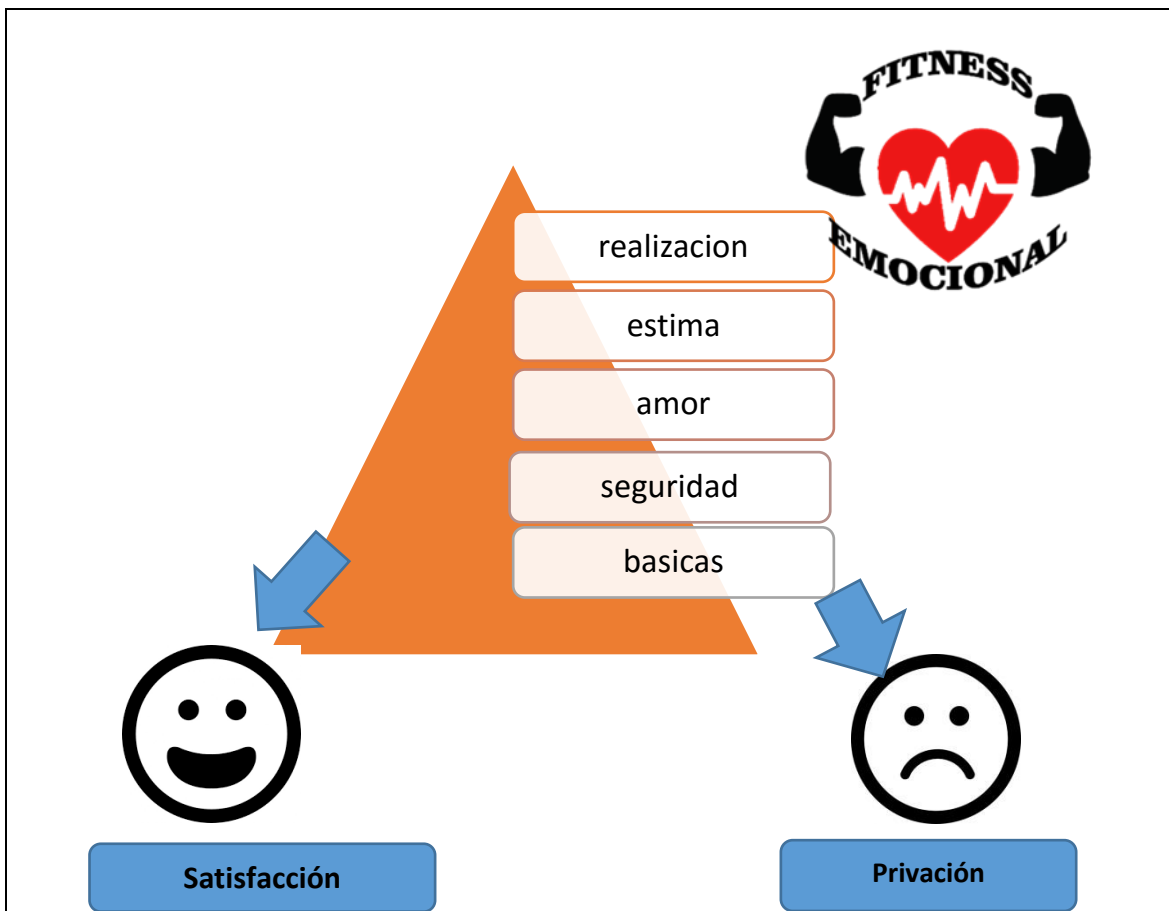 FITNESS
EMOCIONAL
realizacion
estima
amor
seguridad
basicas
Satisfacción
Privación